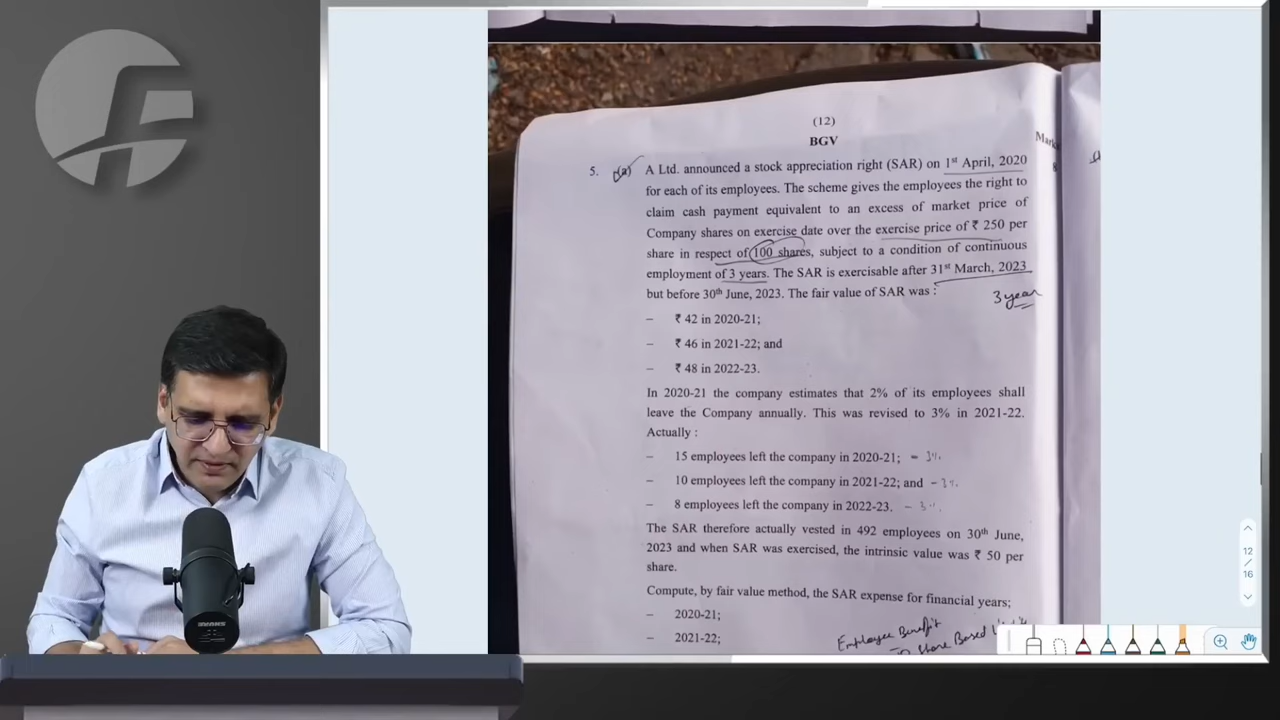 (12)
BGV
5. (a) A Ltd. announced a stock appreciation right (SAR) on 1st April, 2020
for each of its employees. The scheme gives the employees the right to
claim cash payment equivalent to an excess of market price of
Company shares on exercise date over the exercise price of ₹ 250 per
share in respect of 100 shares, subject to a condition of continuous
employment of 3 years. The SAR is exercisable after 31st March, 2023
but before 30th June, 2023. The fair value of SAR was :
3 year
– ₹ 42 in 2020-21;
– ₹ 46 in 2021-22; and
– ₹ 48 in 2022-23.
In 2020-21 the company estimates that 2% of its employees shall
leave the Company annually. This was revised to 3% in 2021-22.
Actually :
– 15 employees left the company in 2020-21;
– 10 employees left the company in 2021-22; and
– 8 employees left the company in 2022-23.
The SAR therefore actually vested in 492 employees on 30th June,
2023 and when SAR was exercised, the intrinsic value was ₹ 50 per
share.
Compute, by fair value method, the SAR expense for financial years;
– 2020-21;
– 2021-22;
Employee Benefit
Share Based
12
/
16